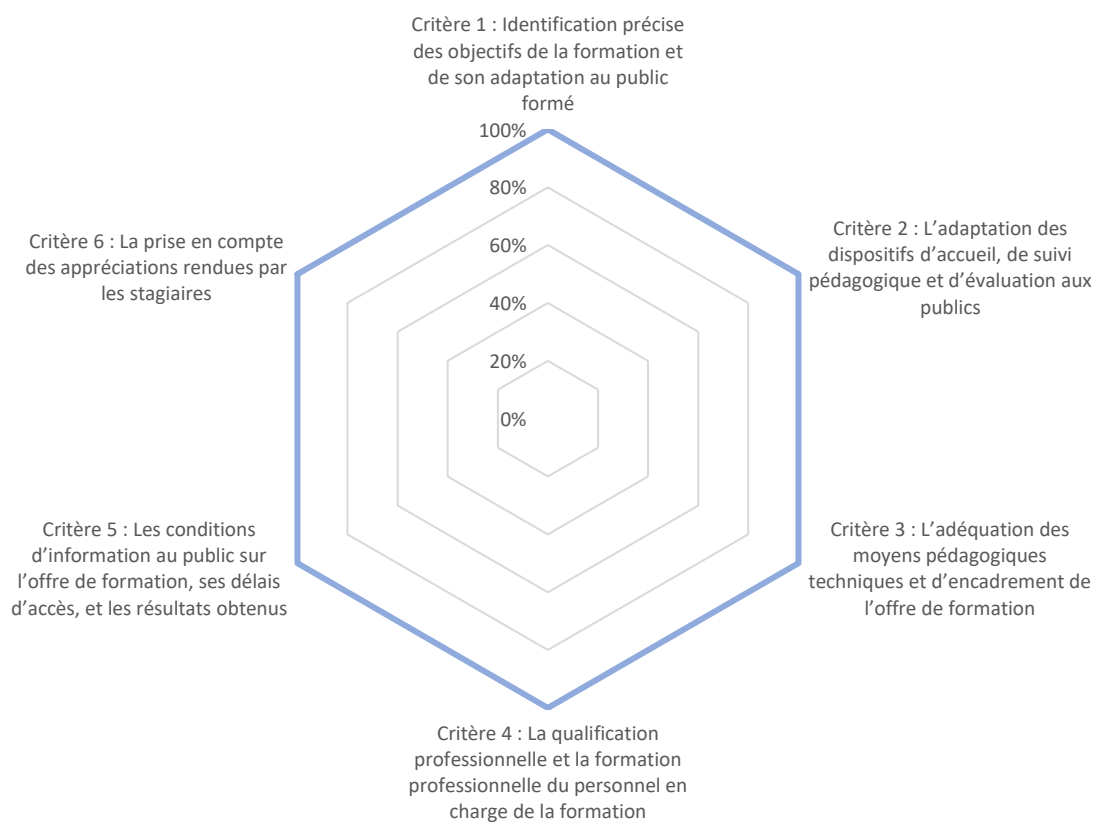 Critère 1 : Identification précise
des objectifs de la formation et
de son adaptation au public
formé
100%
80%
60%
40%
20%
0%
Critère 2 : L’adaptation des
dispositifs d’accueil, de suivi
pédagogique et d’évaluation aux
publics
Critère 3 : L’adéquation des
moyens pédagogiques
techniques et d’encadrement de
l’offre de formation
Critère 4 : La qualification
professionnelle et la formation
professionnelle du personnel en
charge de la formation
Critère 5 : Les conditions
d’information au public sur
l’offre de formation, ses délais
d’accès, et les résultats obtenus
Critère 6 : La prise en compte
des appréciations rendues par
les stagiaires